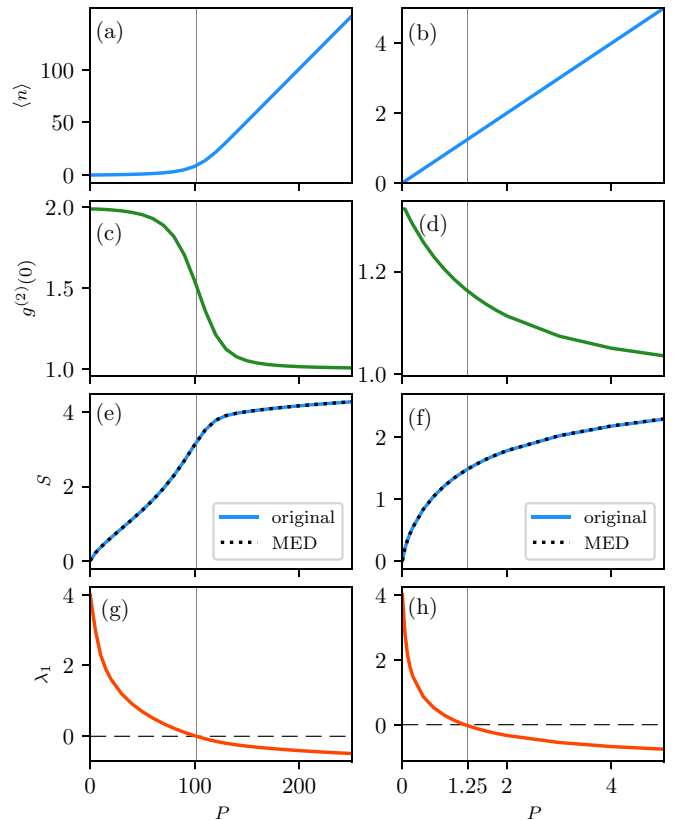 (a)
⟨n⟩
100
50
0
(b)
4
2
0
(c)
g⁽²⁾(0)
2.0
1.5
1.0
(d)
1.2
1.0
(e)
S
4
2
0
original
MED
(f)
2
1
0
original
MED
(g)
λ₁
4
2
0
0 100 200
P
(h)
4
2
0
0 1.25 2 4
P